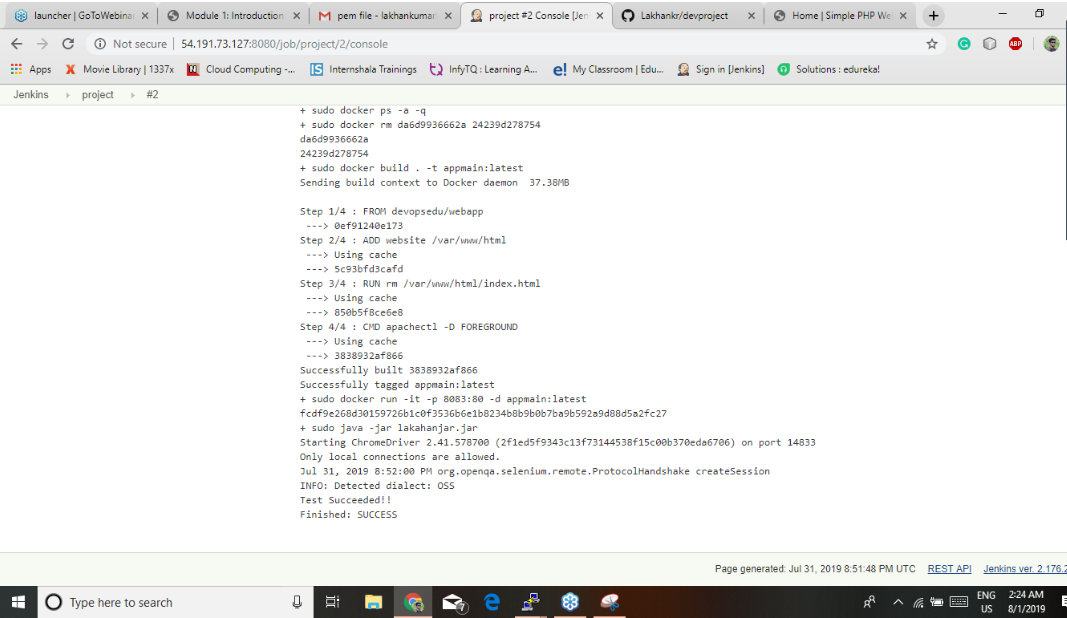 launcher | GoToWebina
Module 1: Introduction
pem file - lakhankuma
project #2 Console [Jen
Lakhankr/devproject
Home | Simple PHP We
Not secure | 54.191.73.127:8080/job/project/2/console
Apps
Movie Library | 1337x
Cloud Computing -...
Internshala Trainings
InfyTQ : Learning A...
My Classroom | Edu...
Sign in [Jenkins]
Solutions : edureka!
Jenkins
project
#2
+ sudo docker ps -a -q
+ sudo docker rm da6d9936662a 24239d278754
da6d9936662a
24239d278754
+ sudo docker build . -t appmain:latest
Sending build context to Docker daemon  37.38MB
Step 1/4 : FROM devopsedu/webapp
---> 0ef91240e173
Step 2/4 : ADD website /var/www/html
---> Using cache
---> 5c93bfd3cafd
Step 3/4 : RUN rm /var/www/html/index.html
---> Using cache
---> 850b5f8ce6e8
Step 4/4 : CMD apachectl -D FOREGROUND
---> Using cache
---> 3838932af866
Successfully built 3838932af866
Successfully tagged appmain:latest
+ sudo docker run -it -p 8083:80 -d appmain:latest
fcdf9e268d30159726b1c0f3536b6e1b8234b8b9b0b7ba9b592a9d88d5a2fc27
+ sudo java -jar lakahanjar.jar
Starting ChromeDriver 2.41.578700 (2f1ed5f9343c13f73144538f15c00b370eda6706) on port 14833
Only local connections are allowed.
Jul 31, 2019 8:52:00 PM org.openqa.selenium.remote.ProtocolHandshake createSession
INFO: Detected dialect: OSS
Test Succeeded!!
Finished: SUCCESS
Page generated: Jul 31, 2019 8:51:48 PM UTC
REST API
Jenkins ver. 2.176.2
Type here to search
ENG
US
2:24 AM
8/1/2019